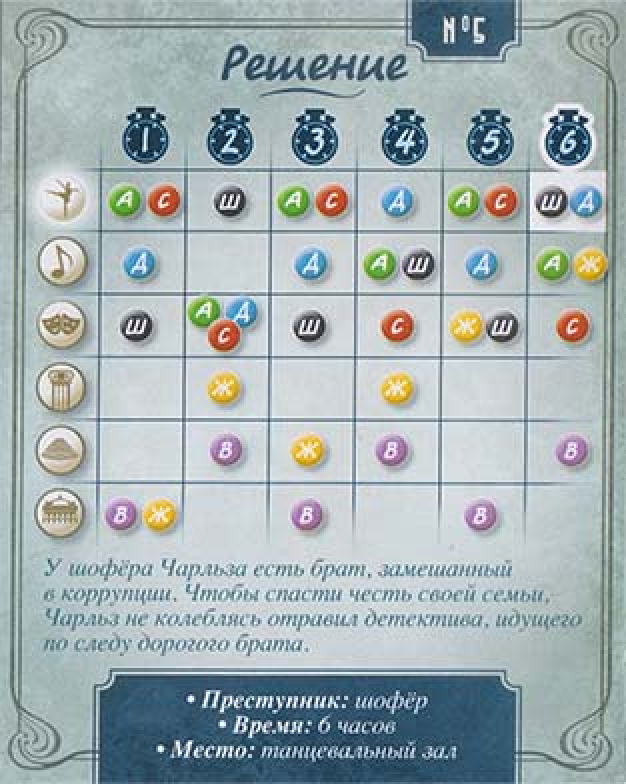 №5
Решение
1 2 3 4 5 6
А С Ш А С Д А С Ш Д
Д Д А Ш Д А Ж
Ш А Д С Ш С Ж Ш С
Ж Ж
В Ж В В
В Ж В В
У шофёра Чарльза есть брат, замешанный
в коррупции. Чтобы спасти честь своей семьи,
Чарльз не колеблясь отравил детектива, идущего
по следу дорогого брата.
• Преступник: шофёр
• Время: 6 часов
• Место: танцевальный зал